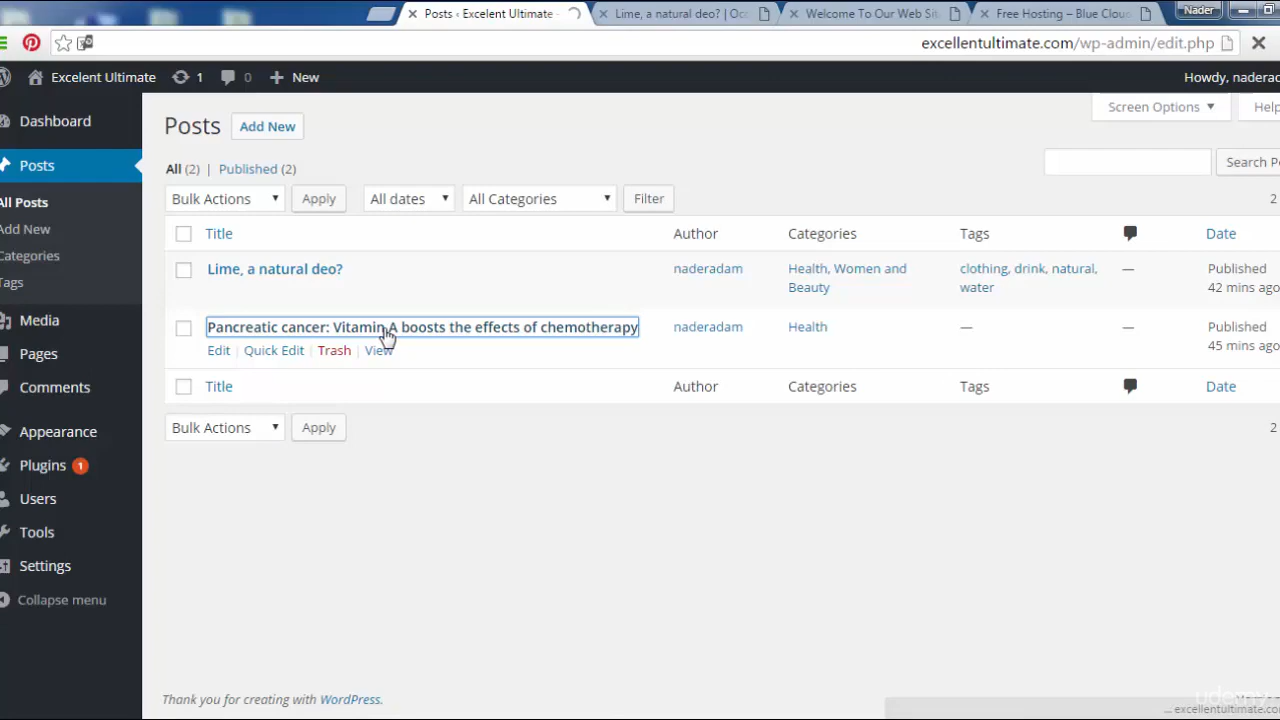 Posts ‹ Excelent Ultimate
Lime, a natural deo? | Oc
Welcome To Our Web Sit
Free Hosting – Blue Clou
Nader
excellentultimate.com/wp-admin/edit.php
Excelent Ultimate
1
0
New
Howdy, naderad
Dashboard
Posts
All Posts
Add New
Categories
Tags
Media
Pages
Comments
Appearance
Plugins 1
Users
Tools
Settings
Collapse menu
Posts Add New
Screen Options
Help
All (2) | Published (2)
Search Po
Bulk Actions Apply All dates All Categories Filter
2
Title Author Categories Tags Date
Lime, a natural deo? naderadam Health, Women and clothing, drink, natural, — Published
Beauty water 42 mins ago
Pancreatic cancer: Vitamin A boosts the effects of chemotherapy naderadam Health — — Published
Edit | Quick Edit | Trash | View 45 mins ago
Title Author Categories Tags Date
Bulk Actions Apply
2
Thank you for creating with WordPress.
udemy
excellentultimate.com